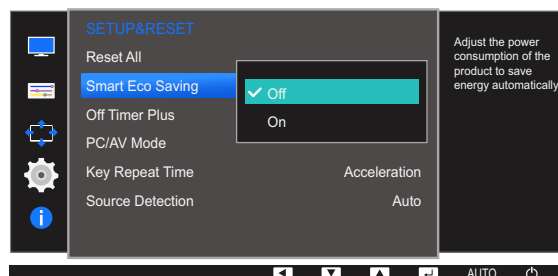 SETUP&RESET
Reset All
Smart Eco Saving
Off
On
Off Timer Plus
PC/AV Mode
Key Repeat Time Acceleration
Source Detection Auto
Adjust the power
consumption of the
product to save
energy automatically
AUTO